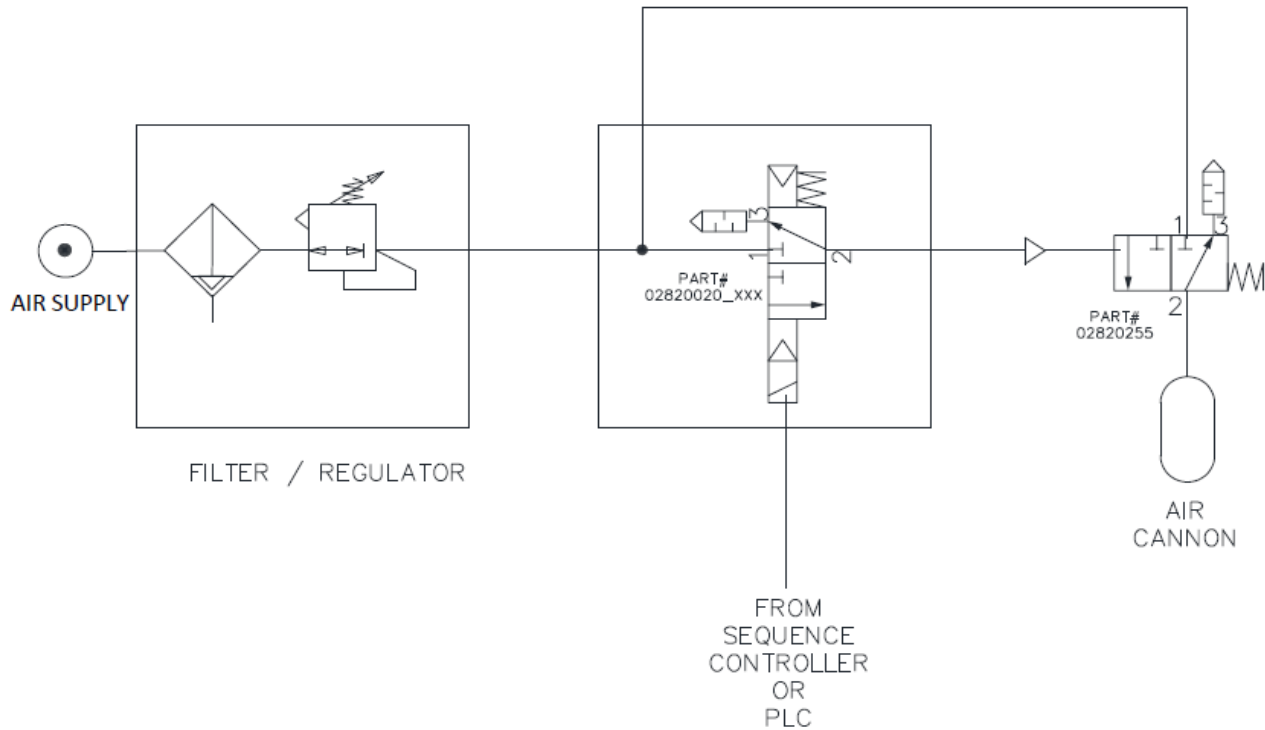 AIR SUPPLY
FILTER / REGULATOR
3
1
2
PART#
02820020_XXX
FROM
SEQUENCE
CONTROLLER
OR
PLC
1
3
2
PART#
02820255
AIR
CANNON